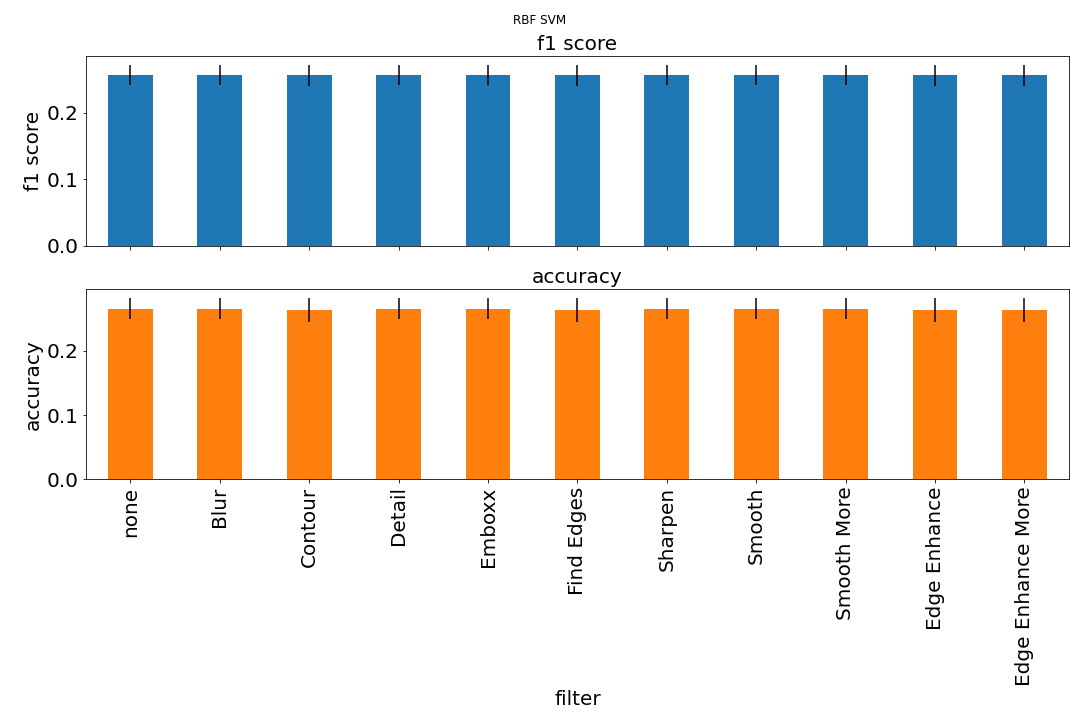 RBF SVM
f1 score
f1 score
0.2
0.1
0.0
accuracy
accuracy
0.2
0.1
0.0
none
Blur
Contour
Detail
Emboxx
Find Edges
Sharpen
Smooth
Smooth More
Edge Enhance
Edge Enhance More
filter